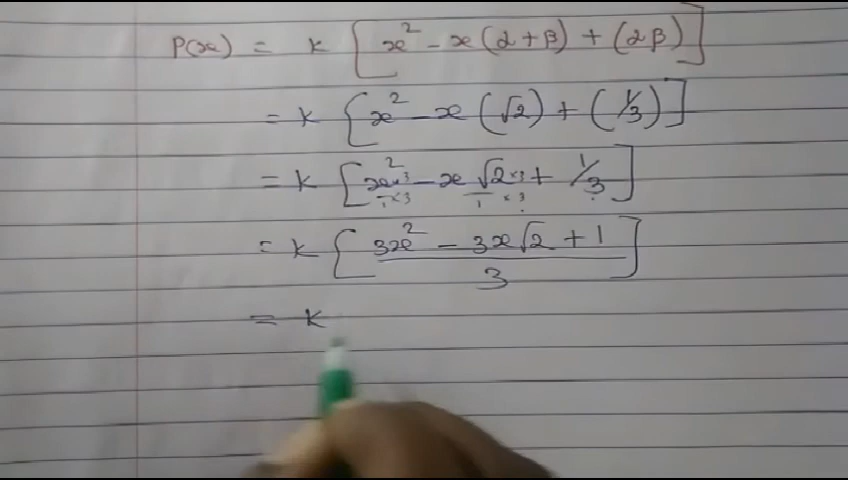 P(x) = k [x² - x(α+β) + (αβ)]
= k [x² - x(√2) + (1/3)]
= k [x²×3/1×3 - x√2×3/1×3 + 1/3]
= k [3x² - 3x√2 + 1 / 3]
= k